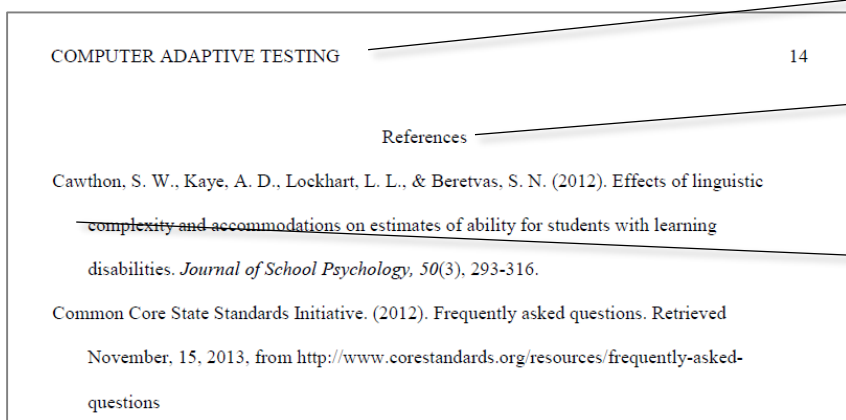 COMPUTER ADAPTIVE TESTING 14
References
Cawthon, S. W., Kaye, A. D., Lockhart, L. L., & Beretvas, S. N. (2012). Effects of linguistic
complexity and accommodations on estimates of ability for students with learning
disabilities. Journal of School Psychology, 50(3), 293-316.
Common Core State Standards Initiative. (2012). Frequently asked questions. Retrieved
November, 15, 2013, from http://www.corestandards.org/resources/frequently-asked-
questions